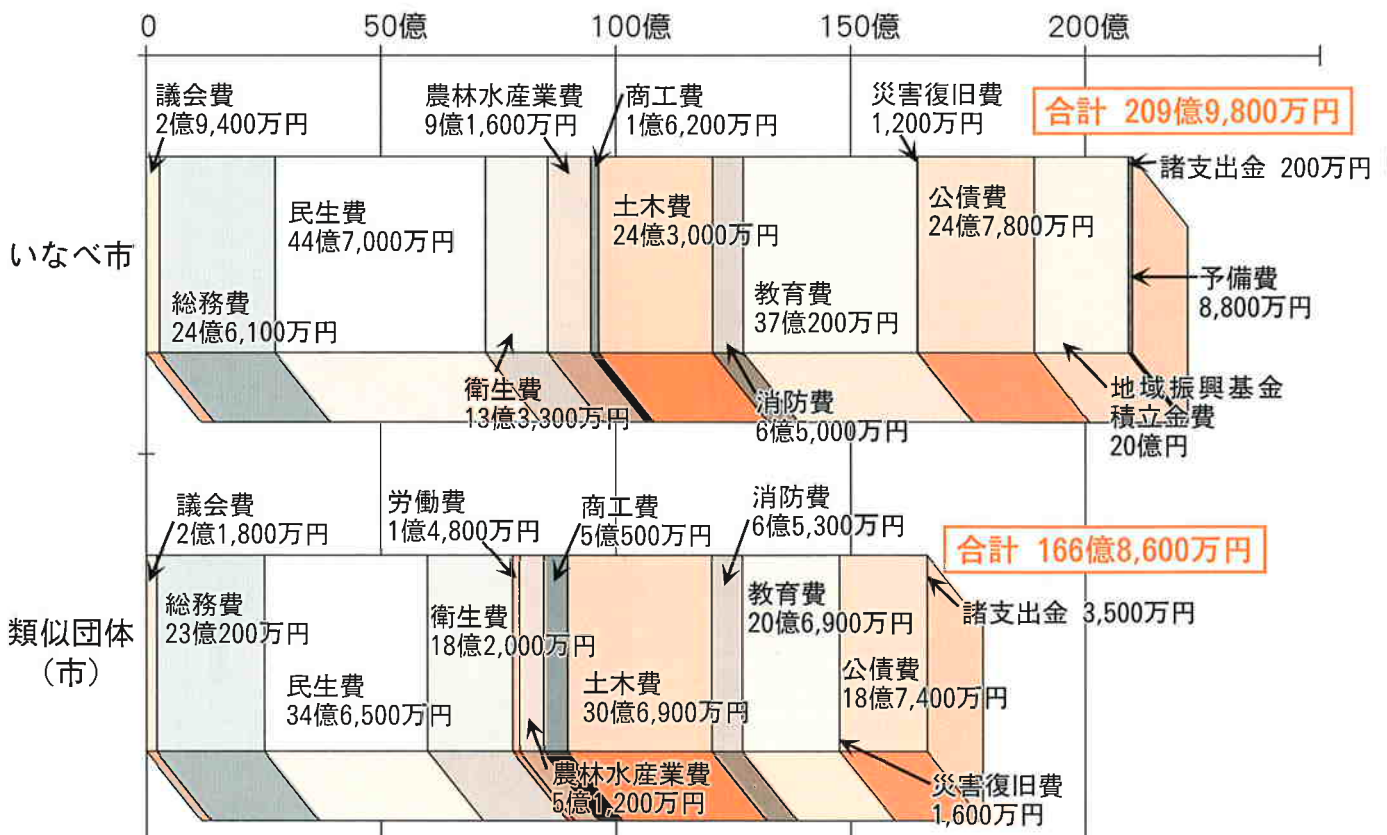 0
50億
100億
150億
200億
議会費
2億9,400万円
農林水産業費
9億1,600万円
商工費
1億6,200万円
災害復旧費
1,200万円
合計 209億9,800万円
諸支出金 200万円
いなべ市
総務費
24億6,100万円
民生費
44億7,000万円
衛生費
13億3,300万円
土木費
24億3,000万円
消防費
6億5,000万円
教育費
37億200万円
公債費
24億7,800万円
予備費
8,800万円
地域振興基金
積立金費
20億円
議会費
2億1,800万円
労働費
1億4,800万円
商工費
5億500万円
消防費
6億5,300万円
合計 166億8,600万円
諸支出金 3,500万円
類似団体
（市）
総務費
23億200万円
民生費
34億6,500万円
衛生費
18億2,000万円
農林水産業費
5億1,200万円
土木費
30億6,900万円
教育費
20億6,900万円
公債費
18億7,400万円
災害復旧費
1,600万円